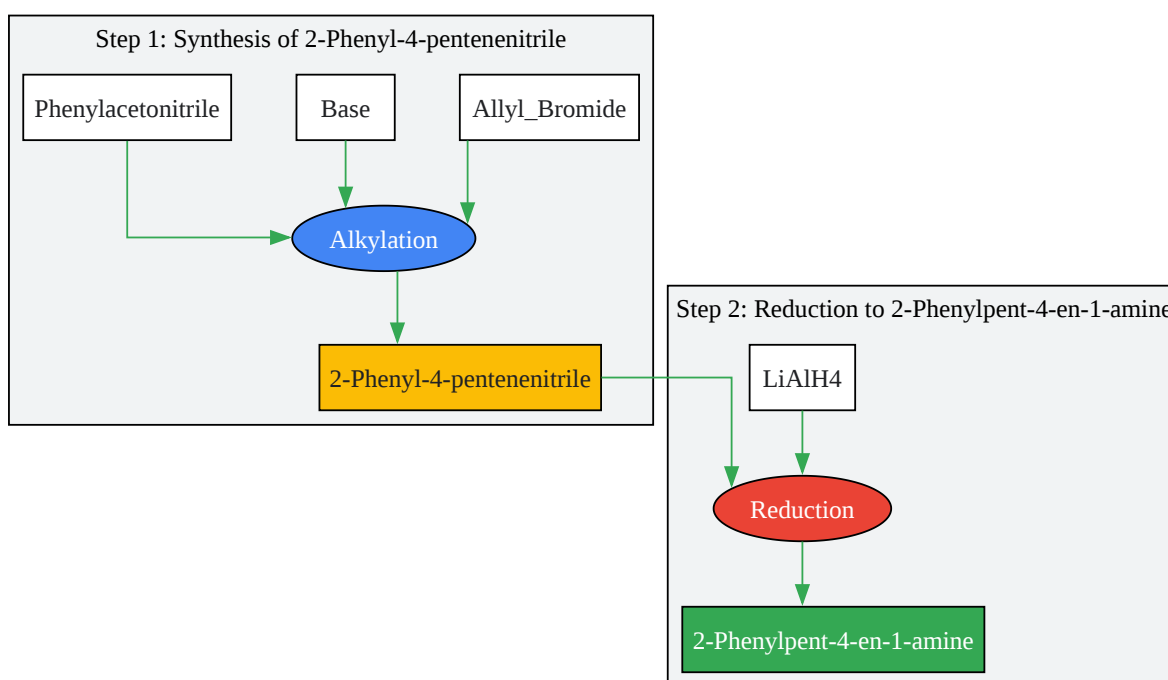 Step 1: Synthesis of 2-Phenyl-4-pentenenitrile
Phenylacetonitrile
Base
Allyl_Bromide
Alkylation
2-Phenyl-4-pentenenitrile
Step 2: Reduction to 2-Phenylpent-4-en-1-amine
LiAlH4
Reduction
2-Phenylpent-4-en-1-amine